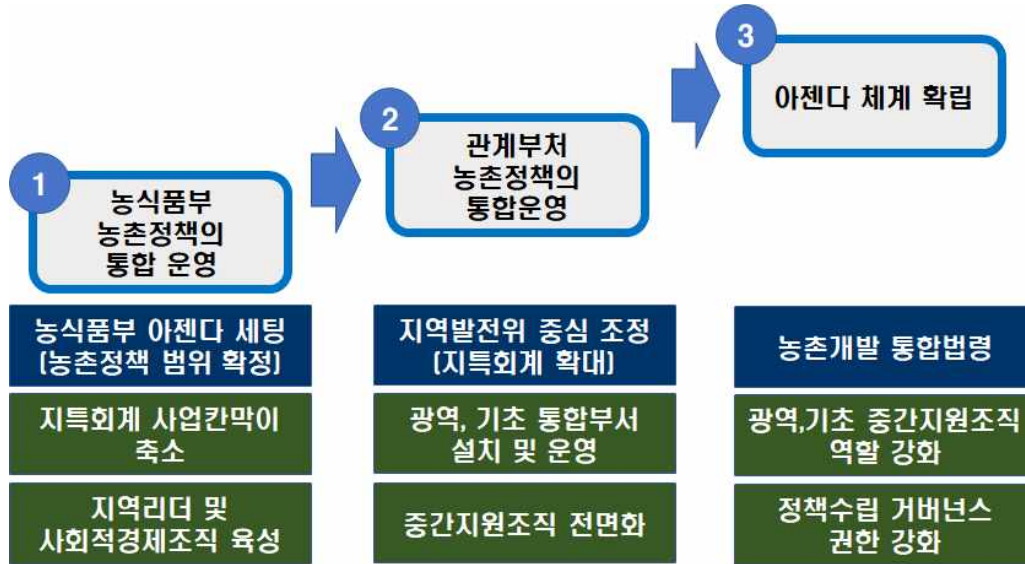 1
농식품부
농촌정책의
통합 운영
2
관계부처
농촌정책의
통합운영
3
아젠다 체계 확립
농식품부 아젠다 세팅
(농촌정책 범위 확정)
지특회계 사업칸막이
축소
지역리더 및
사회적경제조직 육성
지역발전위 중심 조정
(지특회계 확대)
광역, 기초 통합부서
설치 및 운영
중간지원조직 전면화
농촌개발 통합법령
광역,기초 중간지원조직
역할 강화
정책수립 거버넌스
권한 강화